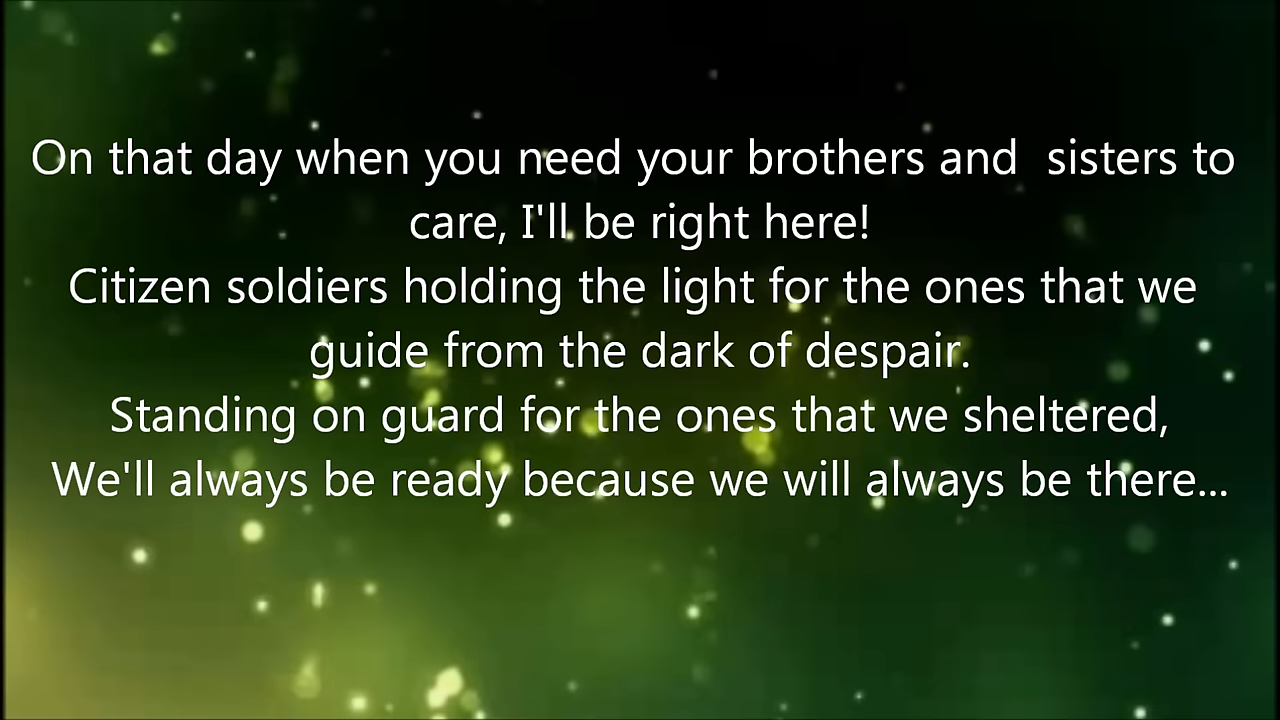 On that day when you need your brothers and  sisters to
care, I'll be right here!
Citizen soldiers holding the light for the ones that we
guide from the dark of despair.
Standing on guard for the ones that we sheltered,
We'll always be ready because we will always be there...